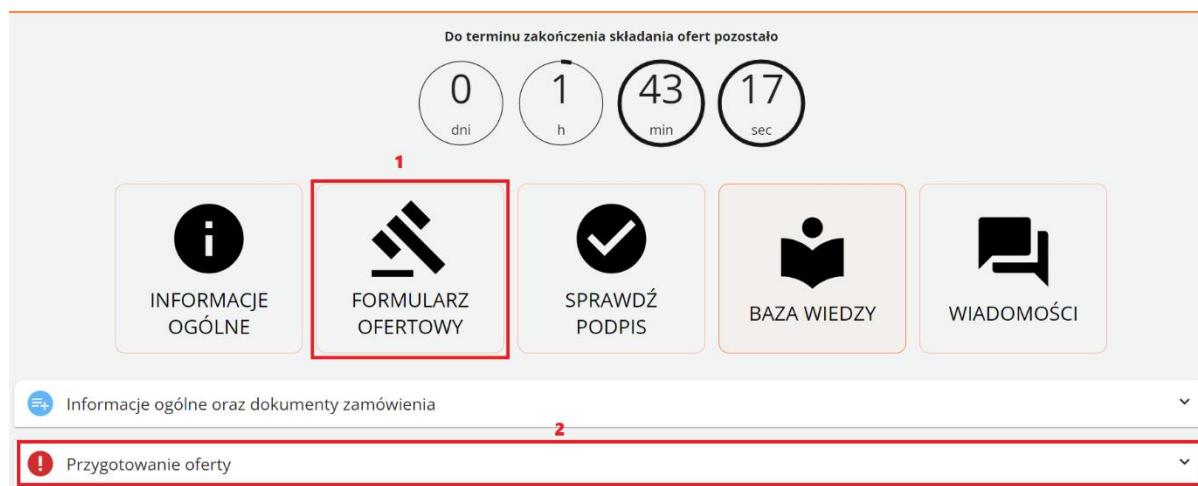 Do terminu zakończenia składania ofert pozostało
0 1 43 17
dni h min sec
1
INFORMACJE OGÓLNE
FORMULARZ OFERTOWY
SPRAWDŹ PODPIS
BAZA WIEDZY
WIADOMOŚCI
Informacje ogólne oraz dokumenty zamówienia
2
Przygotowanie oferty